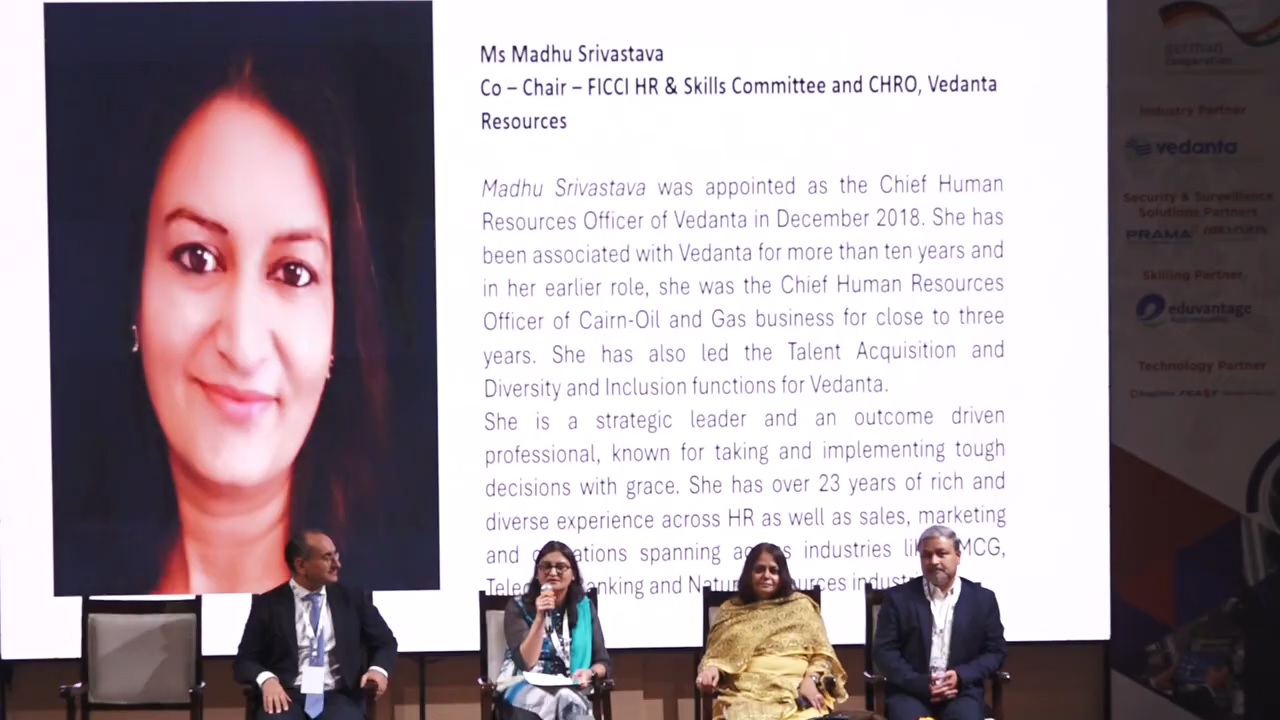 Ms Madhu Srivastava
Co – Chair – FICCI HR & Skills Committee and CHRO, Vedanta
Resources
Madhu Srivastava was appointed as the Chief Human
Resources Officer of Vedanta in December 2018. She has
been associated with Vedanta for more than ten years and
in her earlier role, she was the Chief Human Resources
Officer of Cairn-Oil and Gas business for close to three
years. She has also led the Talent Acquisition and
Diversity and Inclusion functions for Vedanta.
She is a strategic leader and an outcome driven
professional, known for taking and implementing tough
decisions with grace. She has over 23 years of rich and
diverse experience across HR as well as sales, marketing
and spanning industries
and
german
cooperation
Industry Partner
vedanta
Security & Surveillance
Solutions Partners
PRAMA HIKVISION
Skilling Partner
eduvantage
Technology Partner